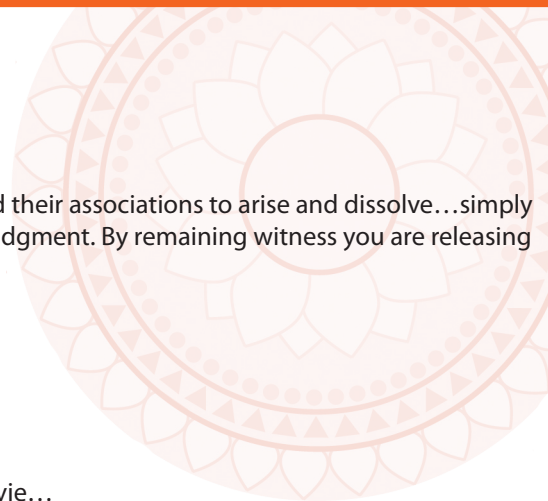 d their associations to arise and dissolve…simply
dgment. By remaining witness you are releasing
vie…